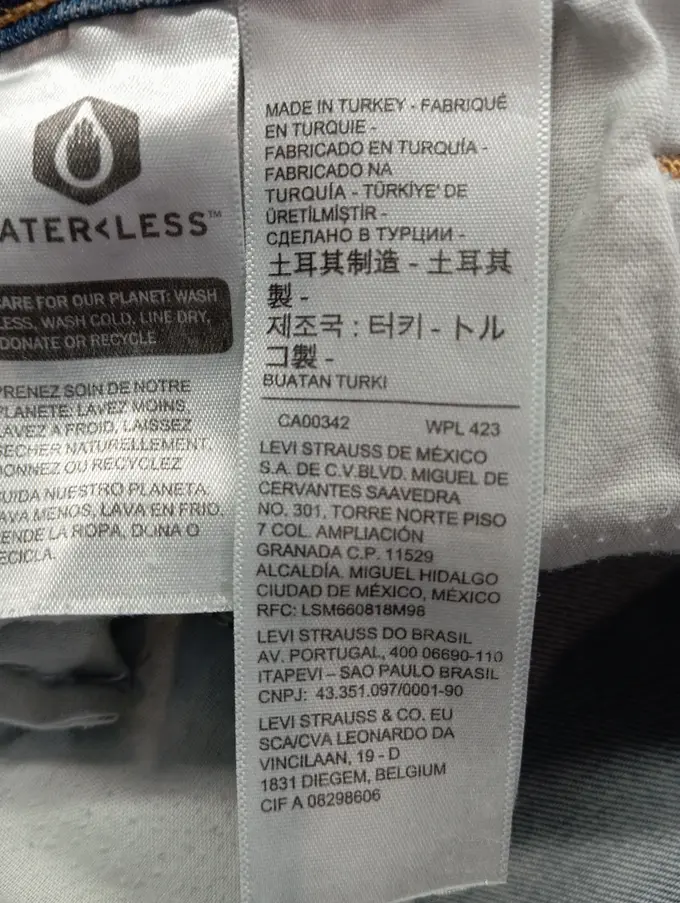 ATER<LESS™
ARE FOR OUR PLANET: WASH
LESS, WASH COLD, LINE DRY,
DONATE OR RECYCLE
PRENEZ SOIN DE NOTRE
PLANETE: LAVEZ MOINS,
LAVEZ A FROID, LAISSEZ
SECHER NATURELLEMENT,
DONNEZ OU RECYCLEZ
CUIDA NUESTRO PLANETA.
LAVA MENOS, LAVA EN FRIO,
IENDE LA ROPA, DONA O
RECICLA.
MADE IN TURKEY - FABRIQUÉ
EN TURQUIE -
FABRICADO EN TURQUÍA -
FABRICADO NA
TURQUÍA - TÜRKİYE' DE
ÜRETİLMİŞTİR -
СДЕЛАНО В ТУРЦИИ -
土耳其制造 - 土耳其
製 -
제조국 : 터키 - トル
コ製 -
BUATAN TURKI
CA00342 WPL 423
LEVI STRAUSS DE MÉXICO
S.A. DE C.V.BLVD. MIGUEL DE
CERVANTES SAAVEDRA
NO. 301, TORRE NORTE PISO
7 COL. AMPLIACIÓN
GRANADA C.P. 11529
ALCALDÍA. MIGUEL HIDALGO
CIUDAD DE MÉXICO, MÉXICO
RFC: LSM660818M98
LEVI STRAUSS DO BRASIL
AV. PORTUGAL, 400 06690-110
ITAPEVI – SAO PAULO BRASIL
CNPJ: 43.351.097/0001-90
LEVI STRAUSS & CO. EU
SCA/CVA LEONARDO DA
VINCILAAN, 19 - D
1831 DIEGEM, BELGIUM
CIF A 08298606